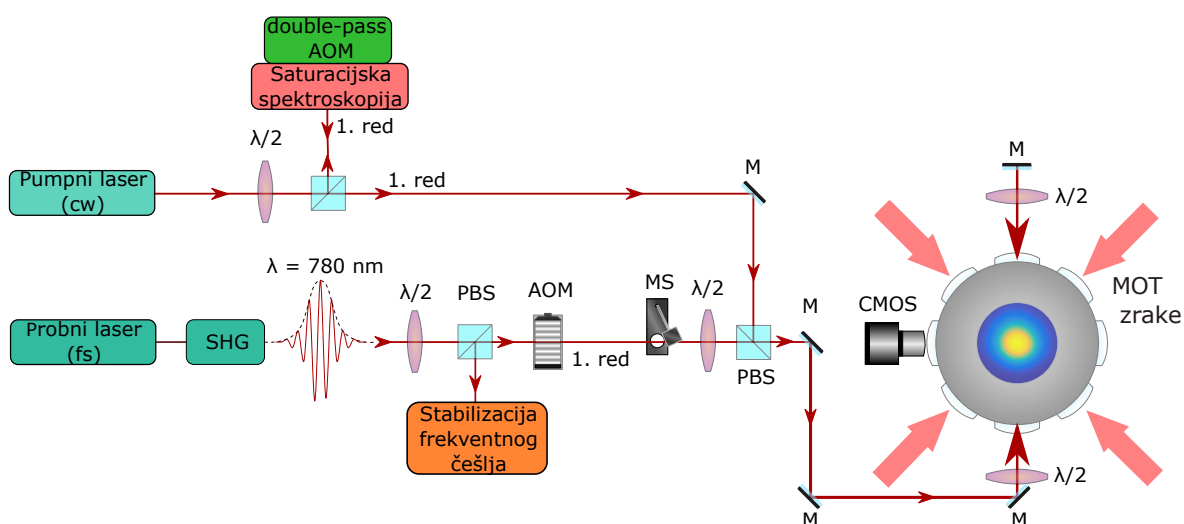 double-pass
AOM
Saturacijska
spektroskopija
1. red
λ/2
Pumpni laser
(cw)
1. red
M
M
λ/2
MOT
zrake
λ = 780 nm
Probni laser
(fs)
SHG
λ/2
PBS
AOM
1. red
MS
λ/2
PBS
M
CMOS
Stabilizacija
frekventnog
češlja
λ/2
M
M